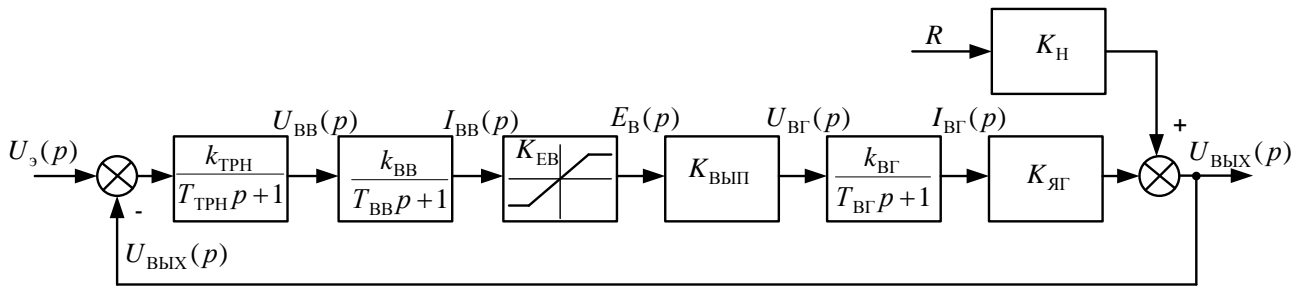 R
K_Н
+
U_э(p)
-
k_ТРН
T_ТРН p + 1
U_ВВ(p)
k_ВВ
T_ВВ p + 1
I_ВВ(p)
K_ЕВ
E_В(p)
K_ВЫП
U_ВГ(p)
k_ВГ
T_ВГ p + 1
I_ВГ(p)
K_ЯГ
U_ВЫХ(p)
U_ВЫХ(p)